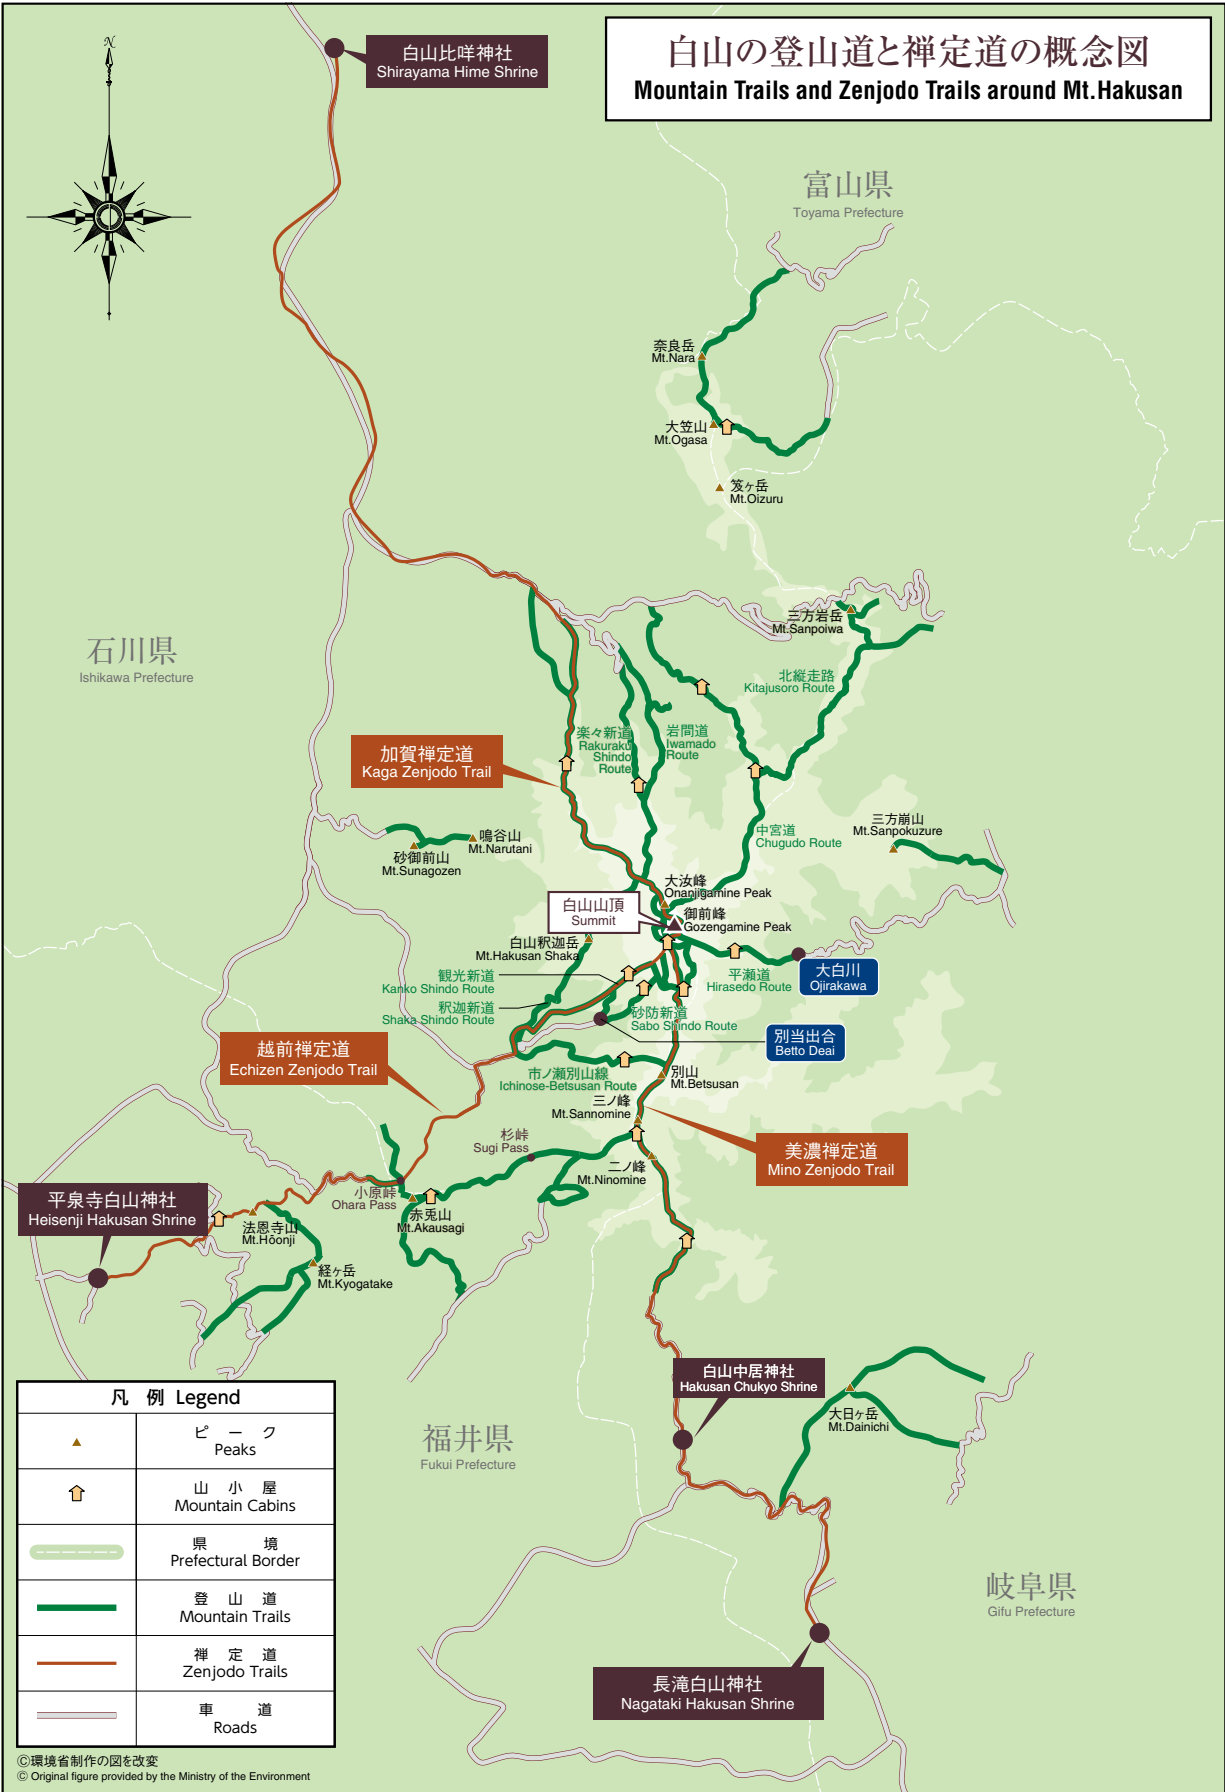 白山の登山道と禅定道の概念図
Mountain Trails and Zenjodo Trails around Mt.Hakusan
N
白山比咩神社
Shirayama Hime Shrine
富山県
Toyama Prefecture
奈良岳
Mt.Nara
大笠山
Mt.Ogasa
笈ヶ岳
Mt.Oizuru
石川県
Ishikawa Prefecture
三方岩岳
Mt.Sanpoiwa
北縦走路
Kitajusoro Route
加賀禅定道
Kaga Zenjodo Trail
楽々新道
Rakuraku
Shindo
Route
岩間道
Iwamado
Route
中宮道
Chugudo Route
三方崩山
Mt.Sanpokuzure
鳴谷山
Mt.Narutani
砂御前山
Mt.Sunagozen
大汝峰
Onanjigamine Peak
白山山頂
Summit
御前峰
Gozengamine Peak
白山釈迦岳
Mt.Hakusan Shaka
観光新道
Kanko Shindo Route
釈迦新道
Shaka Shindo Route
平瀬道
Hirasedo Route
大白川
Ojirakawa
砂防新道
Sabo Shindo Route
別当出合
Betto Deai
越前禅定道
Echizen Zenjodo Trail
市ノ瀬別山線
Ichinose-Betsusan Route
別山
Mt.Betsusan
三ノ峰
Mt.Sannomine
杉峠
Sugi Pass
二ノ峰
Mt.Ninomine
美濃禅定道
Mino Zenjodo Trail
小原峠
Ohara Pass
赤兎山
Mt.Akausagi
平泉寺白山神社
Heisenji Hakusan Shrine
法恩寺山
Mt.Hōonji
経ヶ岳
Mt.Kyogatake
白山中居神社
Hakusan Chukyo Shrine
大日ヶ岳
Mt.Dainichi
福井県
Fukui Prefecture
岐阜県
Gifu Prefecture
長滝白山神社
Nagataki Hakusan Shrine
凡 例 Legend
ピーク
Peaks
山小屋
Mountain Cabins
県境
Prefectural Border
登山道
Mountain Trails
禅定道
Zenjodo Trails
車道
Roads
Ⓒ環境省制作の図を改変
Ⓒ Original figure provided by the Ministry of the Environment